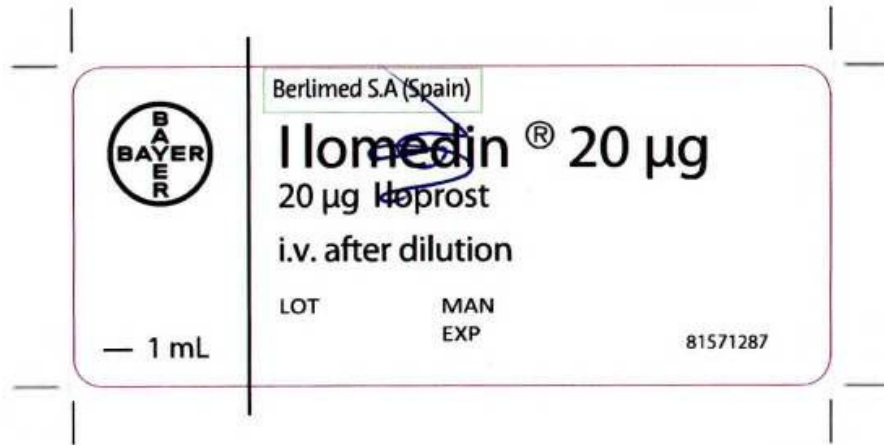 Berlimed S.A (Spain)
BAYER
BAYER
Ilomedin ® 20 µg
20 µg Iloprost
i.v. after dilution
LOT MAN
EXP
— 1 mL
81571287